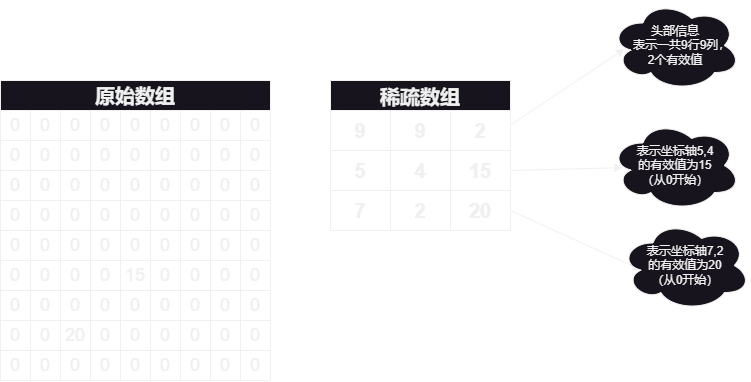 原始数组
0 0 0 0 0 0 0 0 0
0 0 0 0 0 0 0 0 0
0 0 0 0 0 0 0 0 0
0 0 0 0 0 0 0 0 0
0 0 0 0 0 0 0 0 0
0 0 0 0 15 0 0 0 0
0 0 0 0 0 0 0 0 0
0 0 20 0 0 0 0 0 0
0 0 0 0 0 0 0 0 0
稀疏数组
9 9 2
5 4 15
7 2 20
头部信息
表示一共9行9列,
2个有效值
表示坐标轴5,4
的有效值为15
(从0开始)
表示坐标轴7,2
的有效值为20
(从0开始)